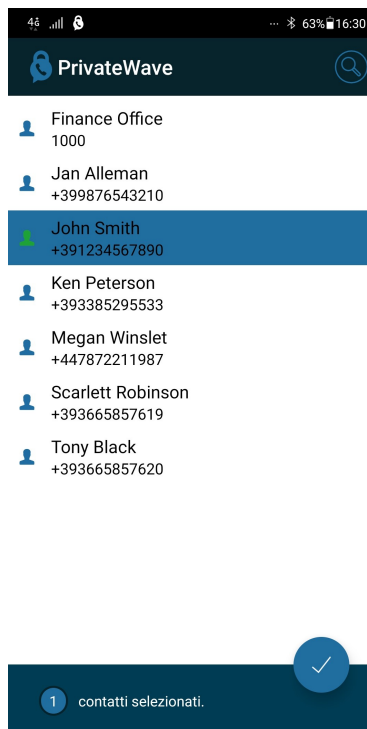 4G ... 63% 16:30
PrivateWave
Finance Office
1000
Jan Alleman
+399876543210
John Smith
+391234567890
Ken Peterson
+393385295533
Megan Winslet
+447872211987
Scarlett Robinson
+393665857619
Tony Black
+393665857620
1 contatti selezionati.